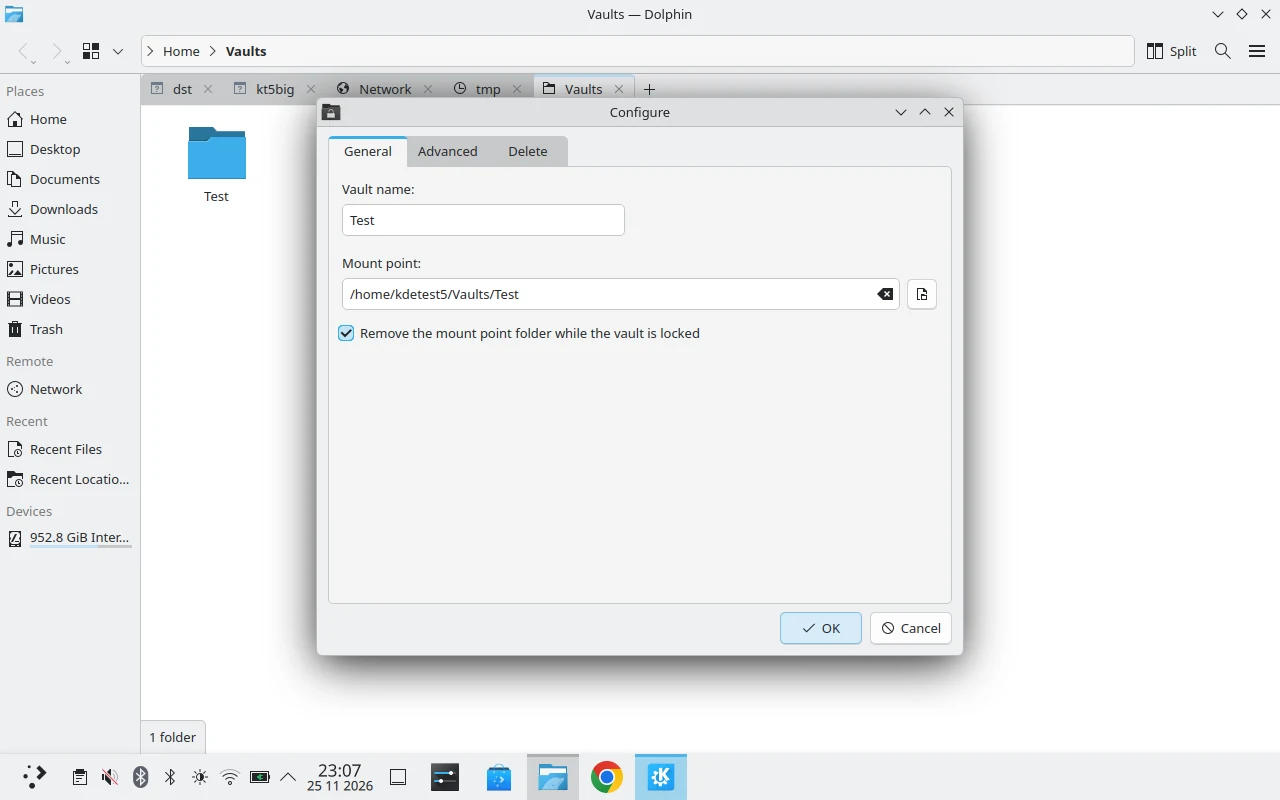 Vaults — Dolphin
Home
Vaults
Split
Places
Home
Desktop
Documents
Downloads
Music
Pictures
Videos
Trash
Remote
Network
Recent
Recent Files
Recent Locatio...
Devices
952.8 GiB Inter...
dst
kt5big
Network
tmp
Vaults
Test
1 folder
Configure
General
Advanced
Delete
Vault name:
Test
Mount point:
/home/kdetest5/Vaults/Test
Remove the mount point folder while the vault is locked
OK
Cancel
23:07
25 11 2026